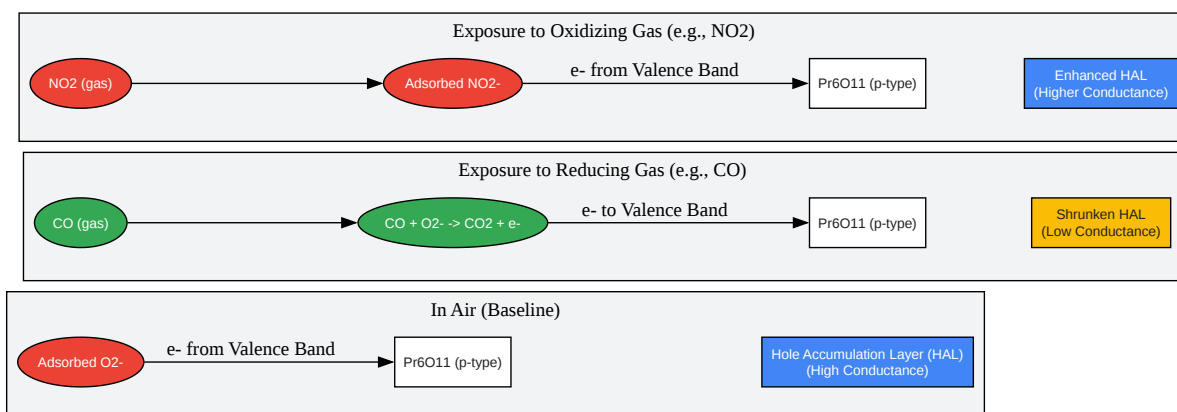 Exposure to Oxidizing Gas (e.g., NO2)
NO2 (gas)
Adsorbed NO2-
e- from Valence Band
Pr6O11 (p-type)
Enhanced HAL
(Higher Conductance)
Exposure to Reducing Gas (e.g., CO)
CO (gas)
CO + O2- -> CO2 + e-
e- to Valence Band
Pr6O11 (p-type)
Shrunken HAL
(Low Conductance)
In Air (Baseline)
Adsorbed O2-
e- from Valence Band
Pr6O11 (p-type)
Hole Accumulation Layer (HAL)
(High Conductance)